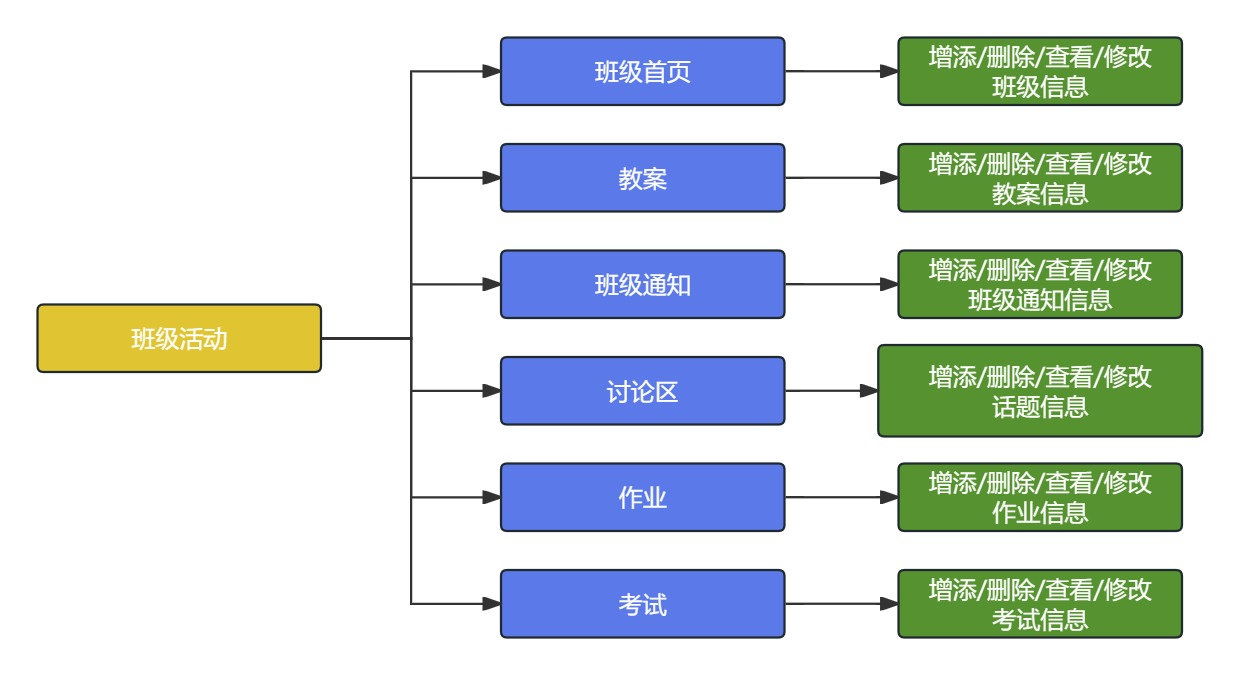 班级首页
增添/删除/查看/修改
班级信息
教案
增添/删除/查看/修改
教案信息
班级通知
增添/删除/查看/修改
班级通知信息
班级活动
讨论区
增添/删除/查看/修改
话题信息
作业
增添/删除/查看/修改
作业信息
考试
增添/删除/查看/修改
考试信息